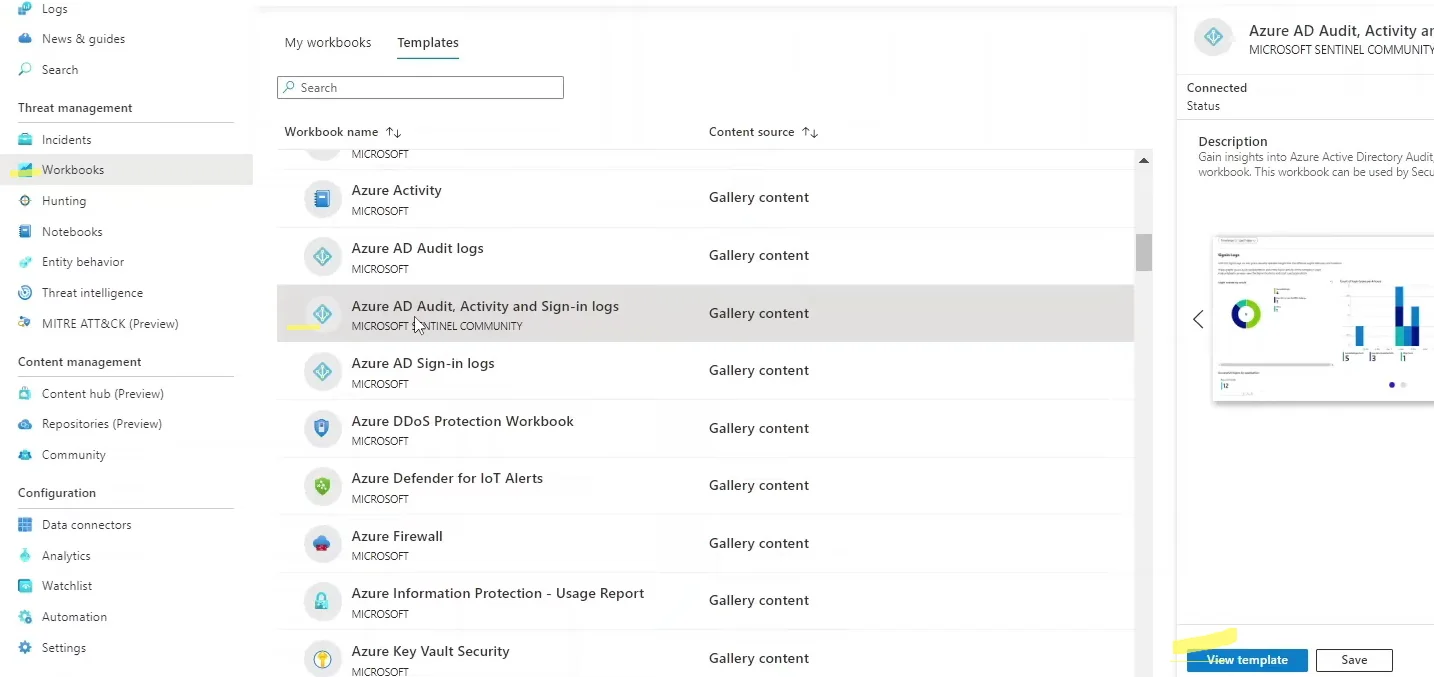 Logs
News & guides
Search
Threat management
Incidents
Workbooks
Hunting
Notebooks
Entity behavior
Threat intelligence
MITRE ATT&CK (Preview)
Content management
Content hub (Preview)
Repositories (Preview)
Community
Configuration
Data connectors
Analytics
Watchlist
Automation
Settings
My workbooks Templates
Search
Workbook name Content source
MICROSOFT
Azure Activity
MICROSOFT
Gallery content
Azure AD Audit logs
MICROSOFT
Gallery content
Azure AD Audit, Activity and Sign-in logs
MICROSOFT SENTINEL COMMUNITY
Gallery content
Azure AD Sign-in logs
MICROSOFT
Gallery content
Azure DDoS Protection Workbook
MICROSOFT
Gallery content
Azure Defender for IoT Alerts
MICROSOFT
Gallery content
Azure Firewall
MICROSOFT
Gallery content
Azure Information Protection - Usage Report
MICROSOFT
Gallery content
Azure Key Vault Security
MICROSOFT
Gallery content
Azure AD Audit, Activity
MICROSOFT SENTINEL COMMUNITY
Connected
Status
Description
Gain insights into Azure Active Directory Audit,
workbook. This workbook can be used by
View template Save